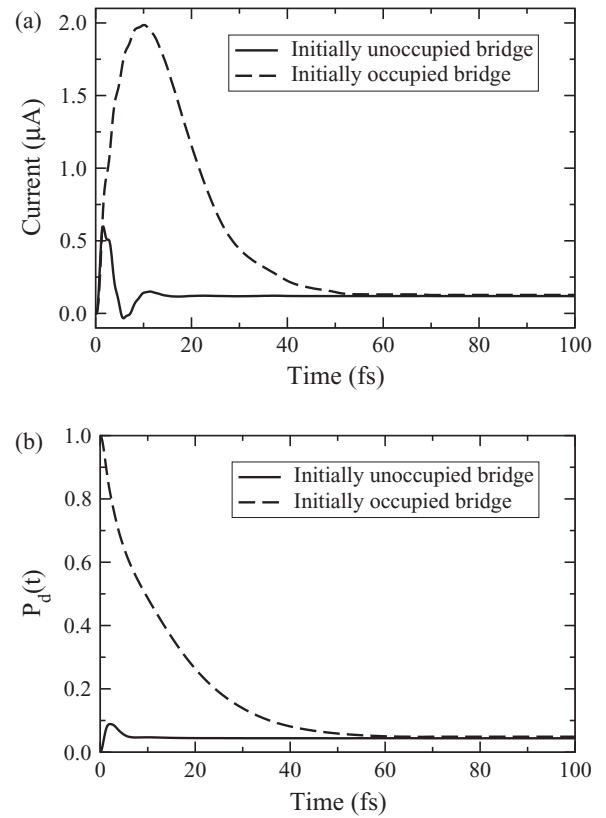 (a)
2.0
1.5
1.0
0.5
0.0
Current (μA)
Initially unoccupied bridge
Initially occupied bridge
0 20 40 60 80 100
Time (fs)
(b)
1.0
0.8
0.6
0.4
0.2
0.0
P_d(t)
Initially unoccupied bridge
Initially occupied bridge
0 20 40 60 80 100
Time (fs)